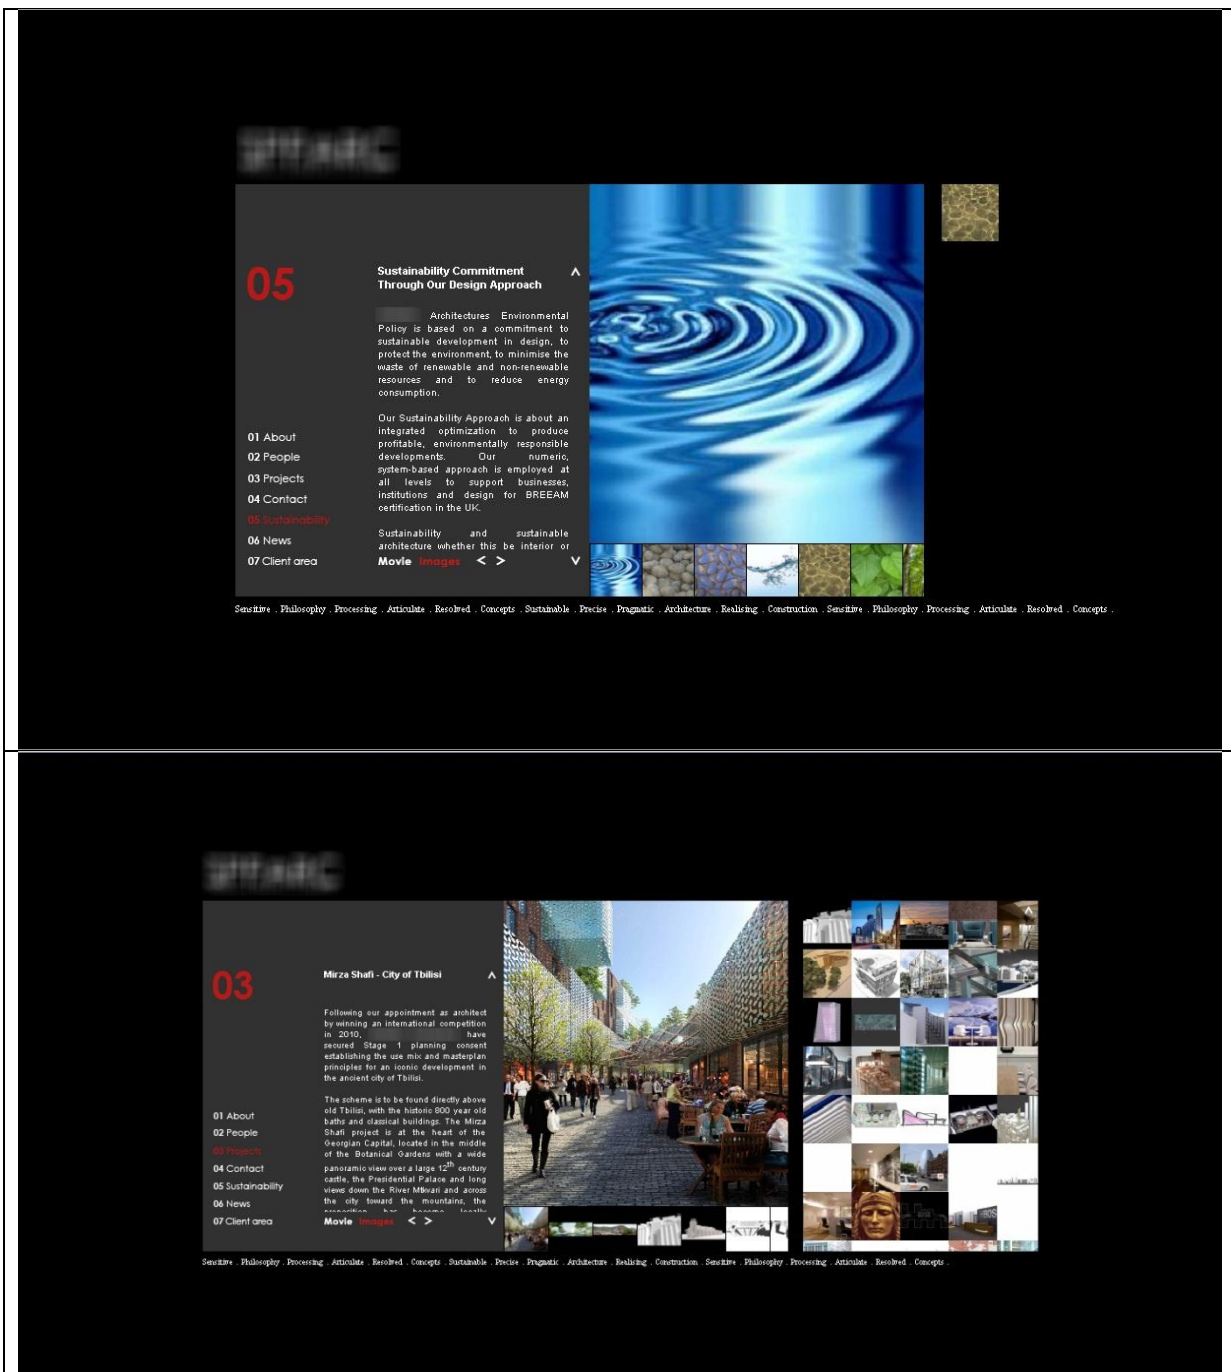 05
Sustainability Commitment
Through Our Design Approach
Architectures Environmental
Policy is based on a commitment to
sustainable development in design, to
protect the environment, to minimise the
waste of renewable and non-renewable
resources and to reduce energy
consumption.
Our Sustainability Approach is about an
integrated optimization to produce
profitable, environmentally responsible
developments. Our numeric,
system-based approach is employed at
all levels to support businesses,
institutions and design for BREEAM
certification in the UK.
Sustainability and sustainable
architecture whether this be interior or
01 About
02 People
03 Projects
04 Contact
05 Sustainability
06 News
07 Client area
Movie Images < >
Sensitive . Philosophy . Processing . Articulate . Resolved . Concepts . Sustainable . Precise . Pragmatic . Architecture . Realising . Construction . Sensitive . Philosophy . Processing . Articulate . Resolved . Concepts .
03
Mirza Shafi - City of Tbilisi
Following our appointment as architect
by winning an international competition
in 2010, have
secured Stage 1 planning consent
establishing the use mix and masterplan
principles for an iconic development in
the ancient city of Tbilisi.
The scheme is to be found directly above
old Tbilisi, with the historic 800 year old
baths and classical buildings. The Mirza
Shafi project is at the heart of the
Georgian Capital, located in the middle
of the Botanical Gardens with a wide
panoramic view over a large 12th century
castle, the Presidential Palace and long
views down the River Mtkvari and across
the city toward the mountains, the
proposition has become locally
01 About
02 People
03 Projects
04 Contact
05 Sustainability
06 News
07 Client area
Movie Images < >
Sensitive . Philosophy . Processing . Articulate . Resolved . Concepts . Sustainable . Precise . Pragmatic . Architecture . Realising . Construction . Sensitive . Philosophy . Processing . Articulate . Resolved . Concepts .